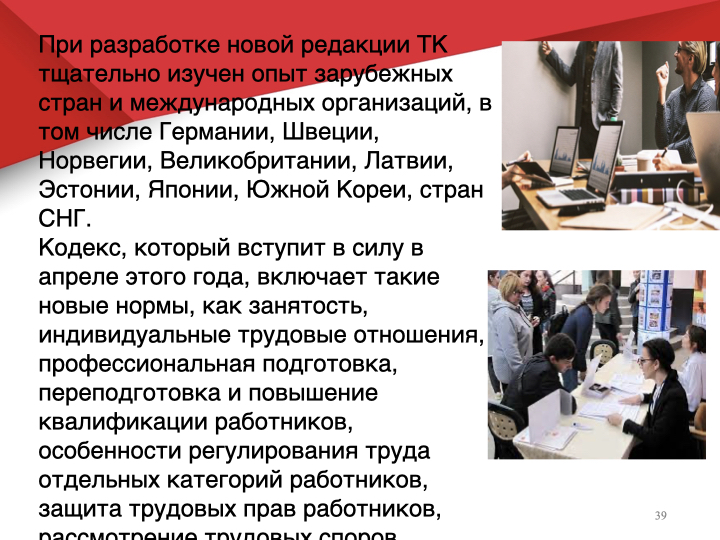 При разработке новой редакции ТК
тщательно изучен опыт зарубежных
стран и международных организаций, в
том числе Германии, Швеции,
Норвегии, Великобритании, Латвии,
Эстонии, Японии, Южной Кореи, стран
СНГ.
Кодекс, который вступит в силу в
апреле этого года, включает такие
новые нормы, как занятость,
индивидуальные трудовые отношения,
профессиональная подготовка,
переподготовка и повышение
квалификации работников,
особенности регулирования труда
отдельных категорий работников,
защита трудовых прав работников,
рассмотрение трудовых споров
39